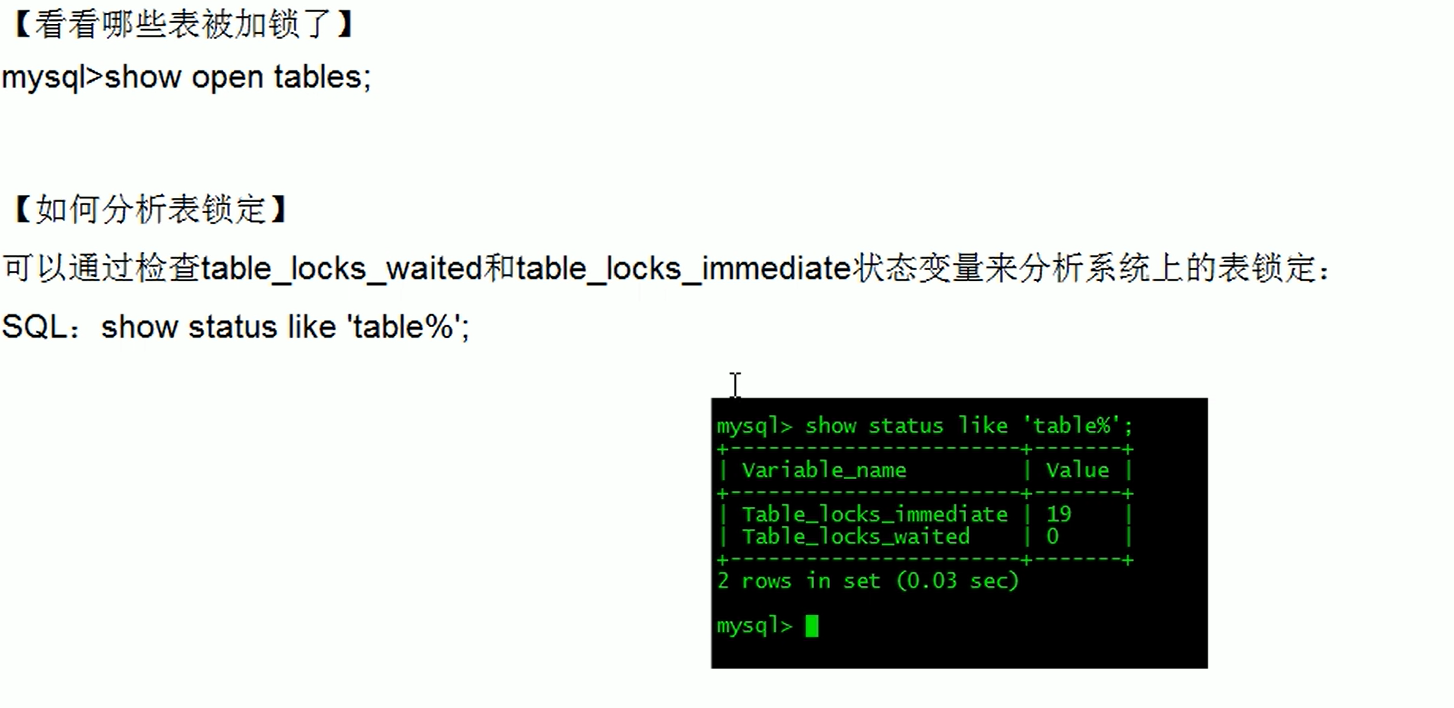 【看看哪些表被加锁了】
mysql>show open tables;
【如何分析表锁定】
可以通过检查table_locks_waited和table_locks_immediate状态变量来分析系统上的表锁定：
SQL：show status like 'table%';
mysql> show status like 'table%';
+-----------------------+-------+
| Variable_name         | Value |
+-----------------------+-------+
| Table_locks_immediate | 19    |
| Table_locks_waited    | 0     |
+-----------------------+-------+
2 rows in set (0.03 sec)
mysql>